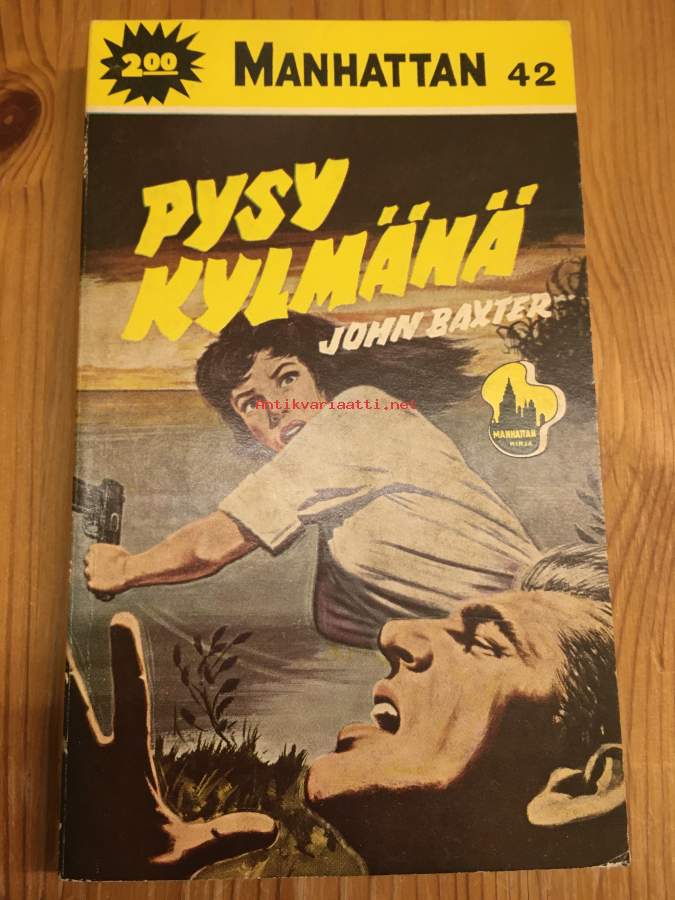 2.00
MANHATTAN 42
PYSY
KYLMÄNÄ
JOHN BAXTER
Antikvariaatti.net
MANHATTAN
KIRJA